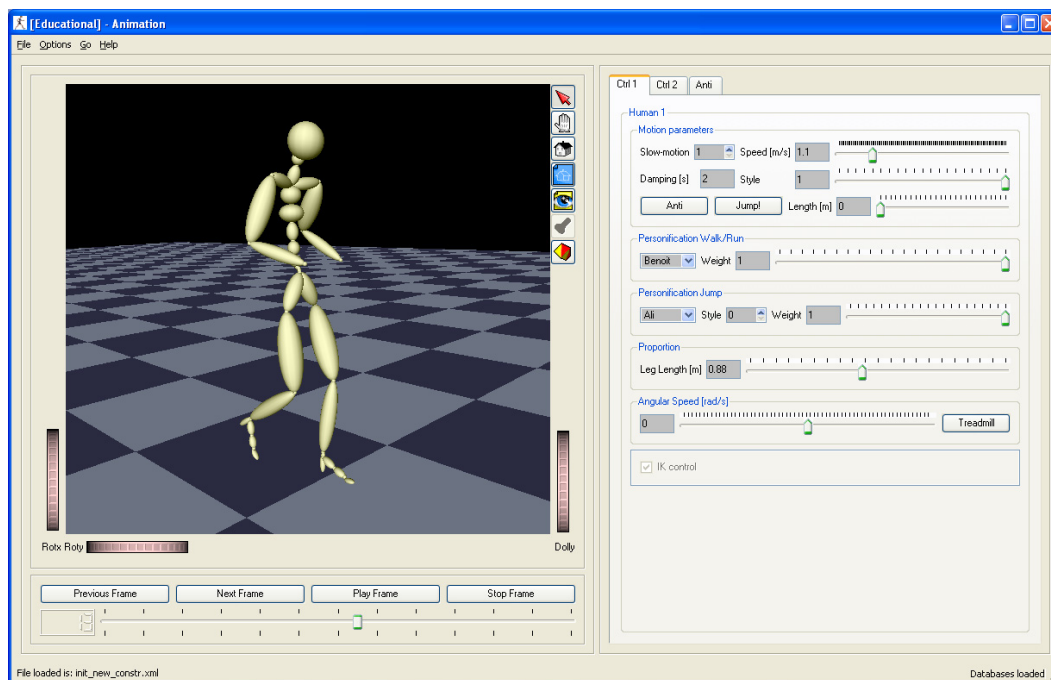 [Educational] - Animation
File Options Go Help
Ctrl 1 Ctrl 2 Anti
Human 1
Motion parameters
Slow-motion 1 Speed [m/s] 1.1
Damping [s] 2 Style 1
Anti Jump! Length [m] 0
Personification Walk/Run
Benoit Weight 1
Personification Jump
Ali Style 0 Weight 1
Proportion
Leg Length [m] 0.88
Angular Speed [rad/s]
0 Treadmill
IK control
Rotx Roty Dolly
Previous Frame Next Frame Play Frame Stop Frame
File loaded is: init_new_constr.xml Databases loaded